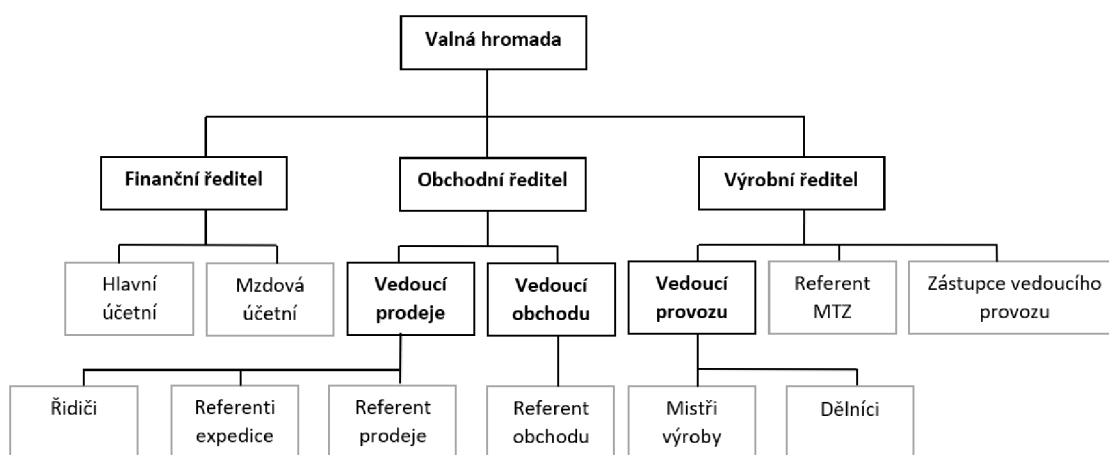 Valná hromada
Finanční ředitel
Obchodní ředitel
Výrobní ředitel
Hlavní
účetní
Mzdová
účetní
Vedoucí
prodeje
Vedoucí
obchodu
Vedoucí
provozu
Referent
MTZ
Zástupce vedoucího
provozu
Řidiči
Referenti
expedice
Referent
prodeje
Referent
obchodu
Mistři
výroby
Dělníci